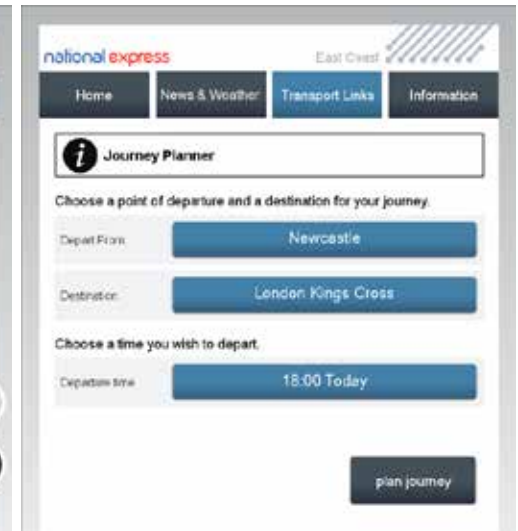 national express
East Coast
Home News & Weather Transport Links Information
i Journey Planner
Choose a point of departure and a destination for your journey.
Depart From Newcastle
Destination London Kings Cross
Choose a time you wish to depart.
Departure time 18:00 Today
plan journey